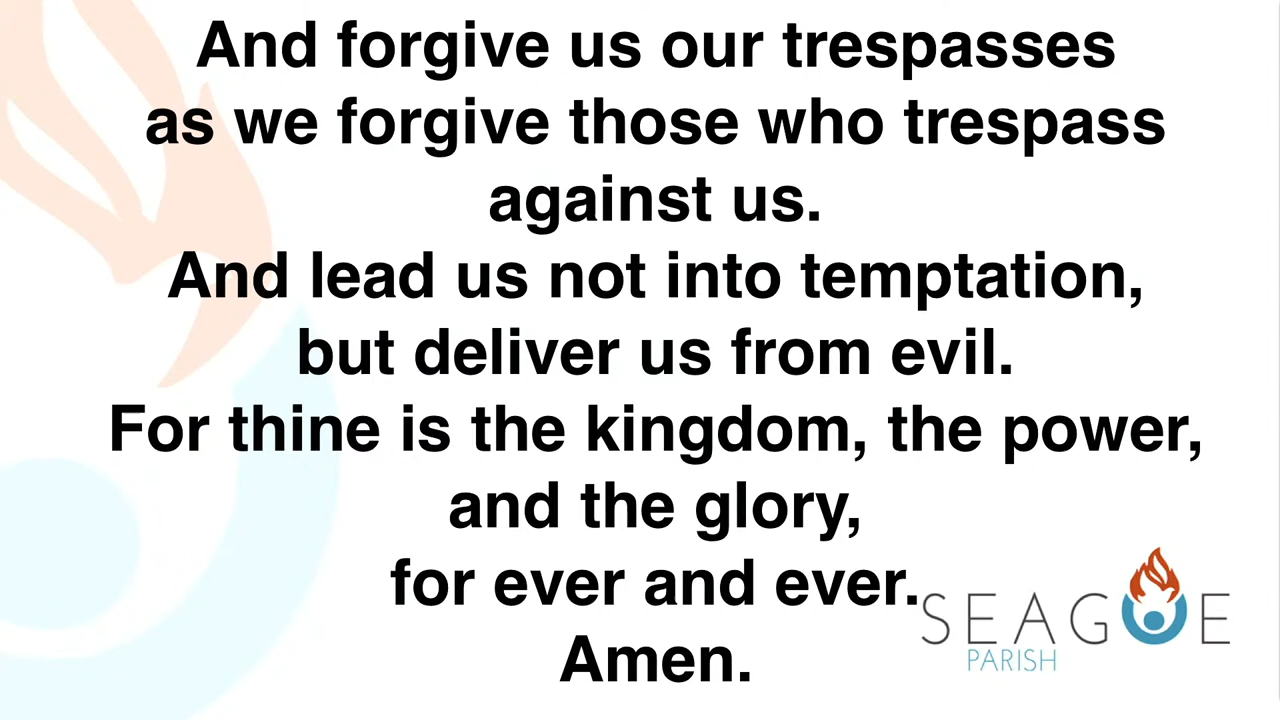 And forgive us our trespasses
as we forgive those who trespass
against us.
And lead us not into temptation,
but deliver us from evil.
For thine is the kingdom, the power,
and the glory,
for ever and ever.
Amen.
SEAGOE
PARISH